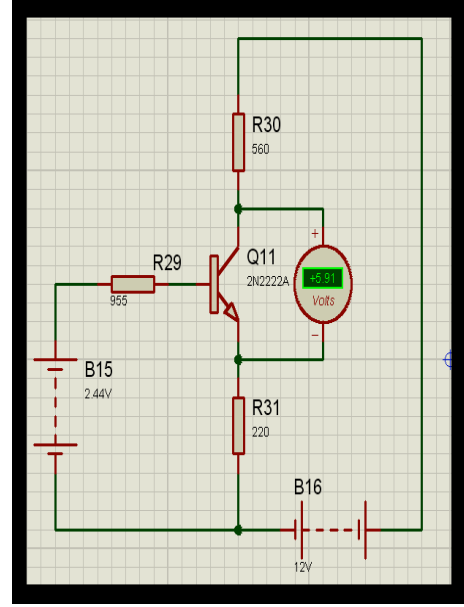 R30
560
+
Q11
2N2222A
+5.91
Volts
−
R29
955
B15
2.44V
R31
220
B16
12V